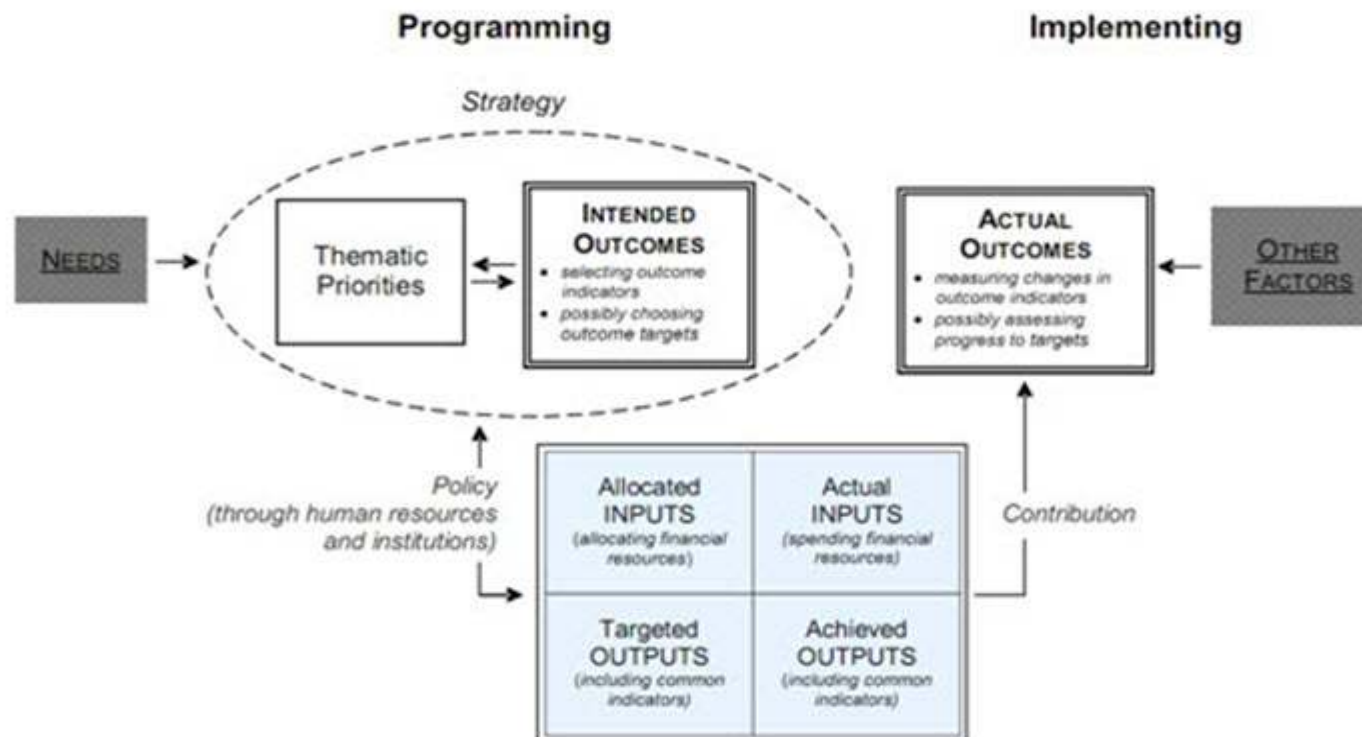 Programming
Implementing
Strategy
NEEDS
Thematic
Priorities
INTENDED
OUTCOMES
• selecting outcome
indicators
• possibly choosing
outcome targets
ACTUAL
OUTCOMES
• measuring changes in
outcome indicators
• possibly assessing
progress to targets
OTHER
FACTORS
Policy
(through human resources
and institutions)
Allocated
INPUTS
(allocating financial
resources)
Actual
INPUTS
(spending financial
resources)
Contribution
Targeted
OUTPUTS
(including common
indicators)
Achieved
OUTPUTS
(including common
indicators)